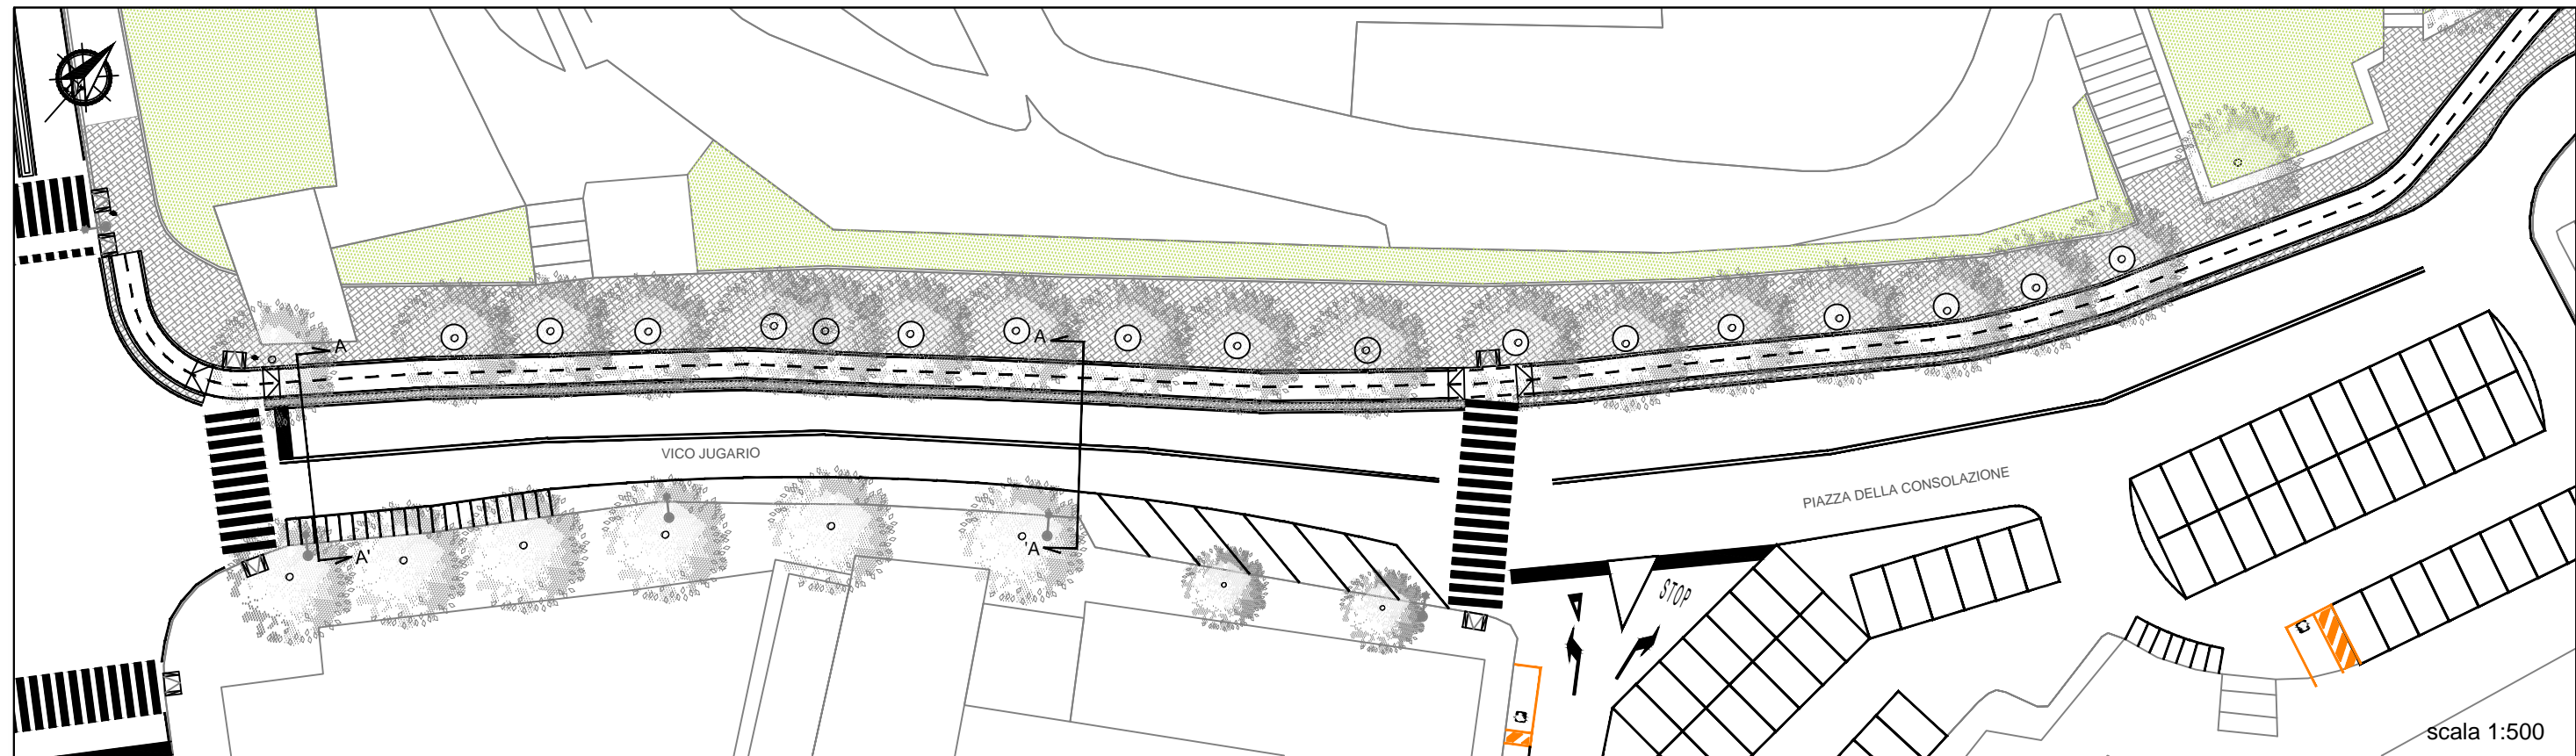 A
A
VICO JUGARIO
PIAZZA DELLA CONSOLAZIONE
A'
'A
STOP
scala 1:500